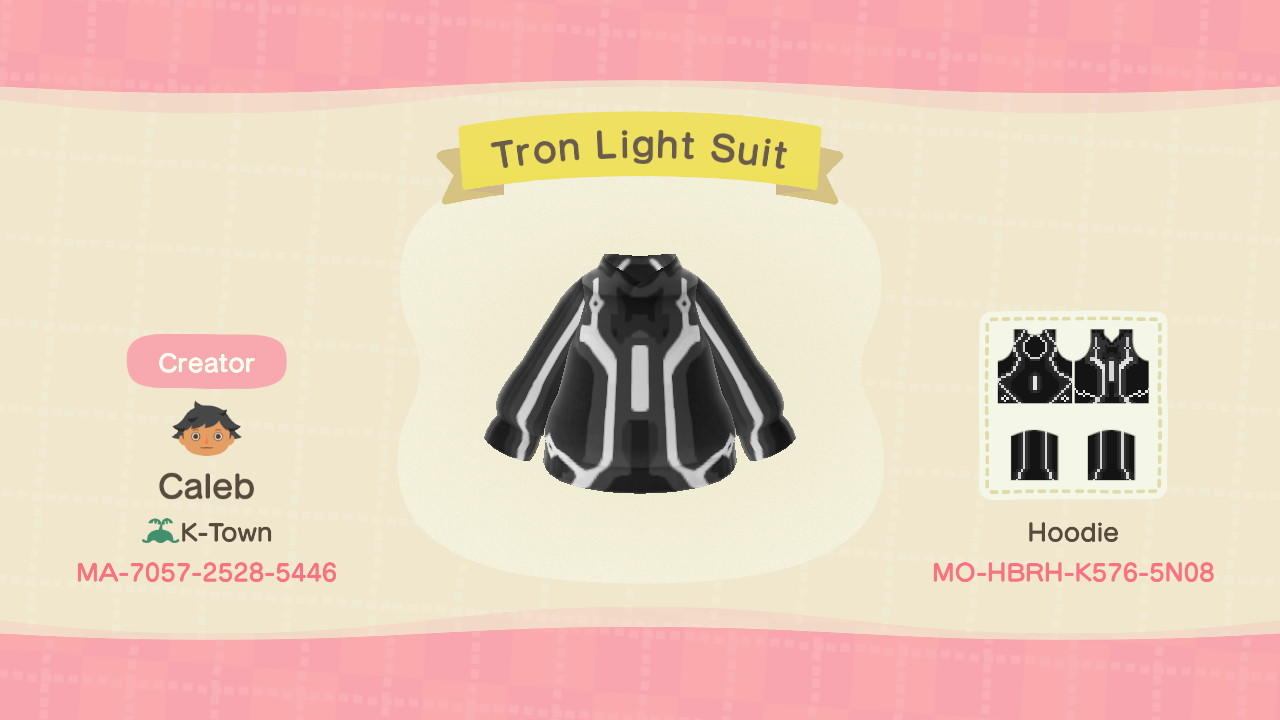 Tron Light Suit
Creator
Caleb
K-Town
MA-7057-2528-5446
Hoodie
MO-HBRH-K576-5N08